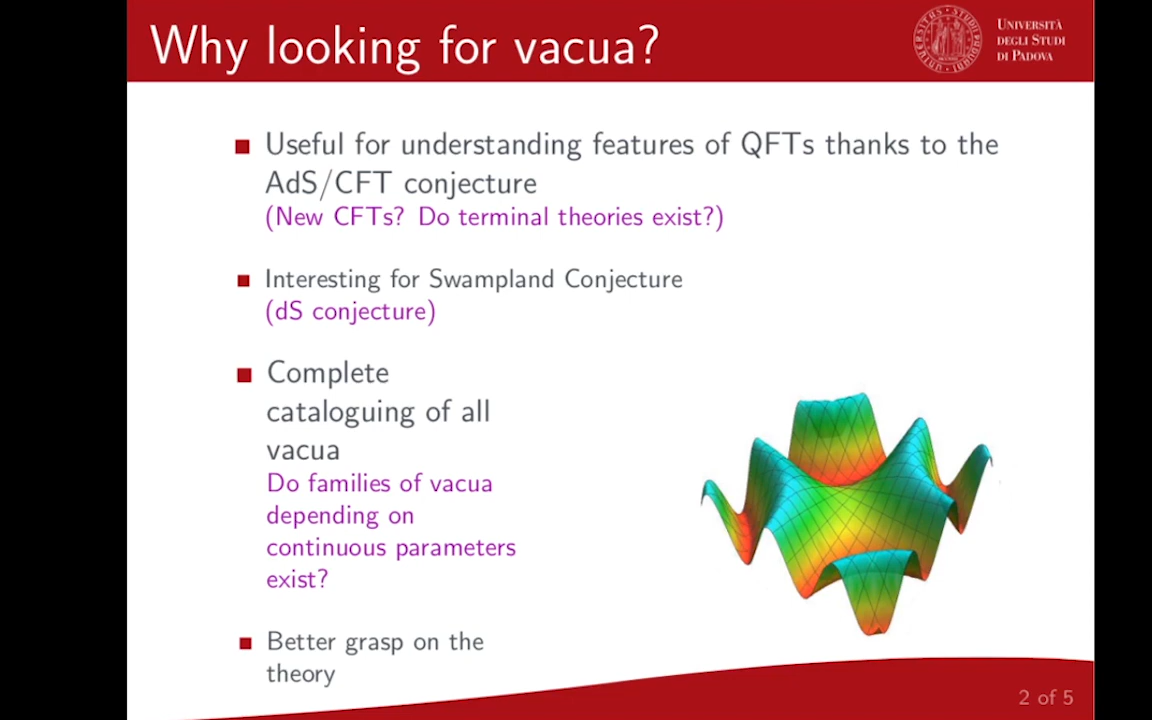 Why looking for vacua?
UNIVERSITÀ
DEGLI STUDI
DI PADOVA
■ Useful for understanding features of QFTs thanks to the
AdS/CFT conjecture
(New CFTs? Do terminal theories exist?)
■ Interesting for Swampland Conjecture
(dS conjecture)
■ Complete
cataloguing of all
vacua
Do families of vacua
depending on
continuous parameters
exist?
■ Better grasp on the
theory
2 of 5